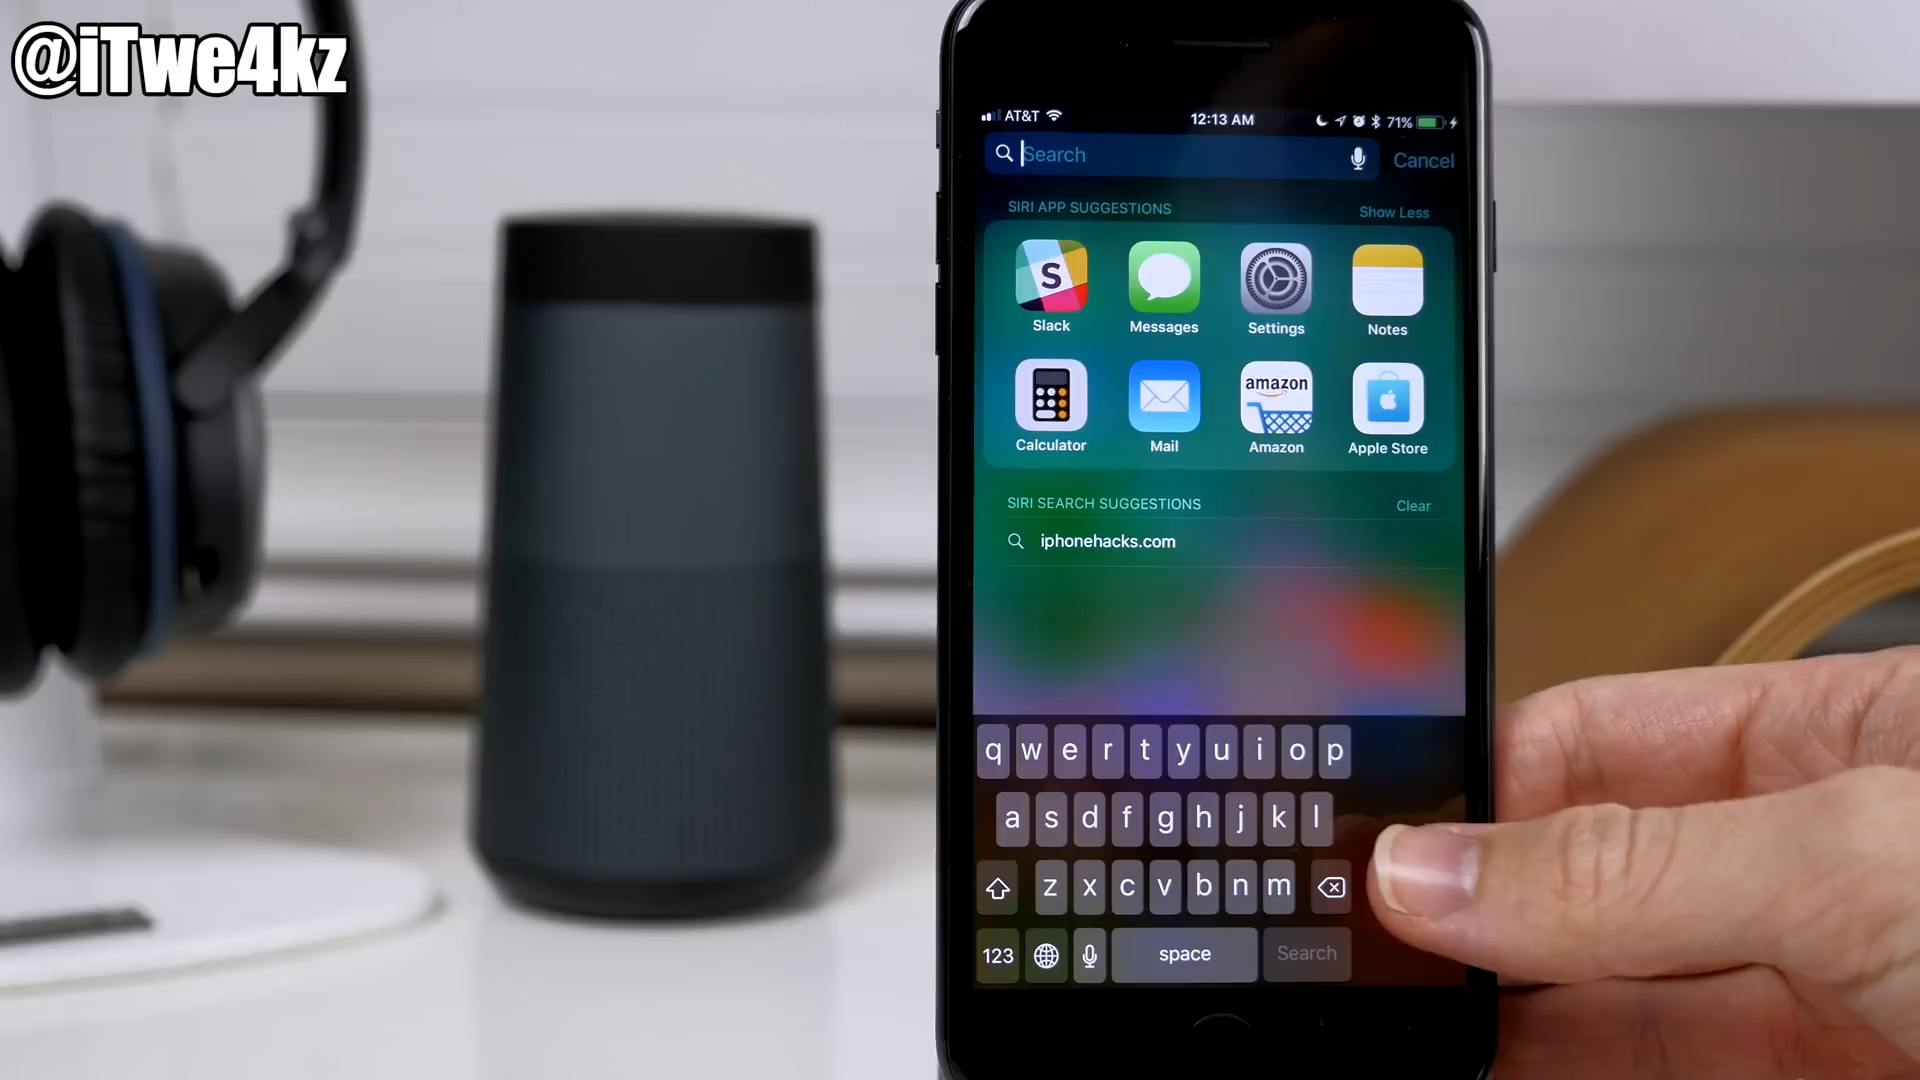 @iTwe4kz
AT&T 12:13 AM 71%
Search Cancel
SIRI APP SUGGESTIONS Show Less
S
Slack Messages Settings Notes
amazon
Calculator Mail Amazon Apple Store
SIRI SEARCH SUGGESTIONS Clear
iphonehacks.com
q w e r t y u i o p
a s d f g h j k l
z x c v b n m
123 space Search